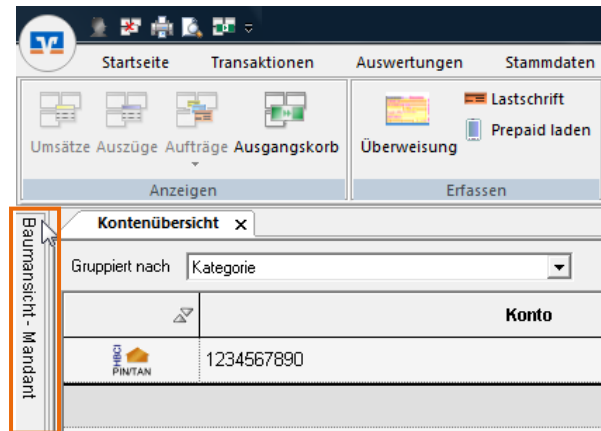 Startseite Transaktionen Auswertungen Stammdaten
Umsätze Auszüge Aufträge Ausgangskorb Überweisung
Lastschrift
Prepaid laden
Anzeigen Erfassen
Baumansicht - Mandant
Kontenübersicht x
Gruppiert nach Kategorie
Konto
HBCI
PIN/TAN
1234567890